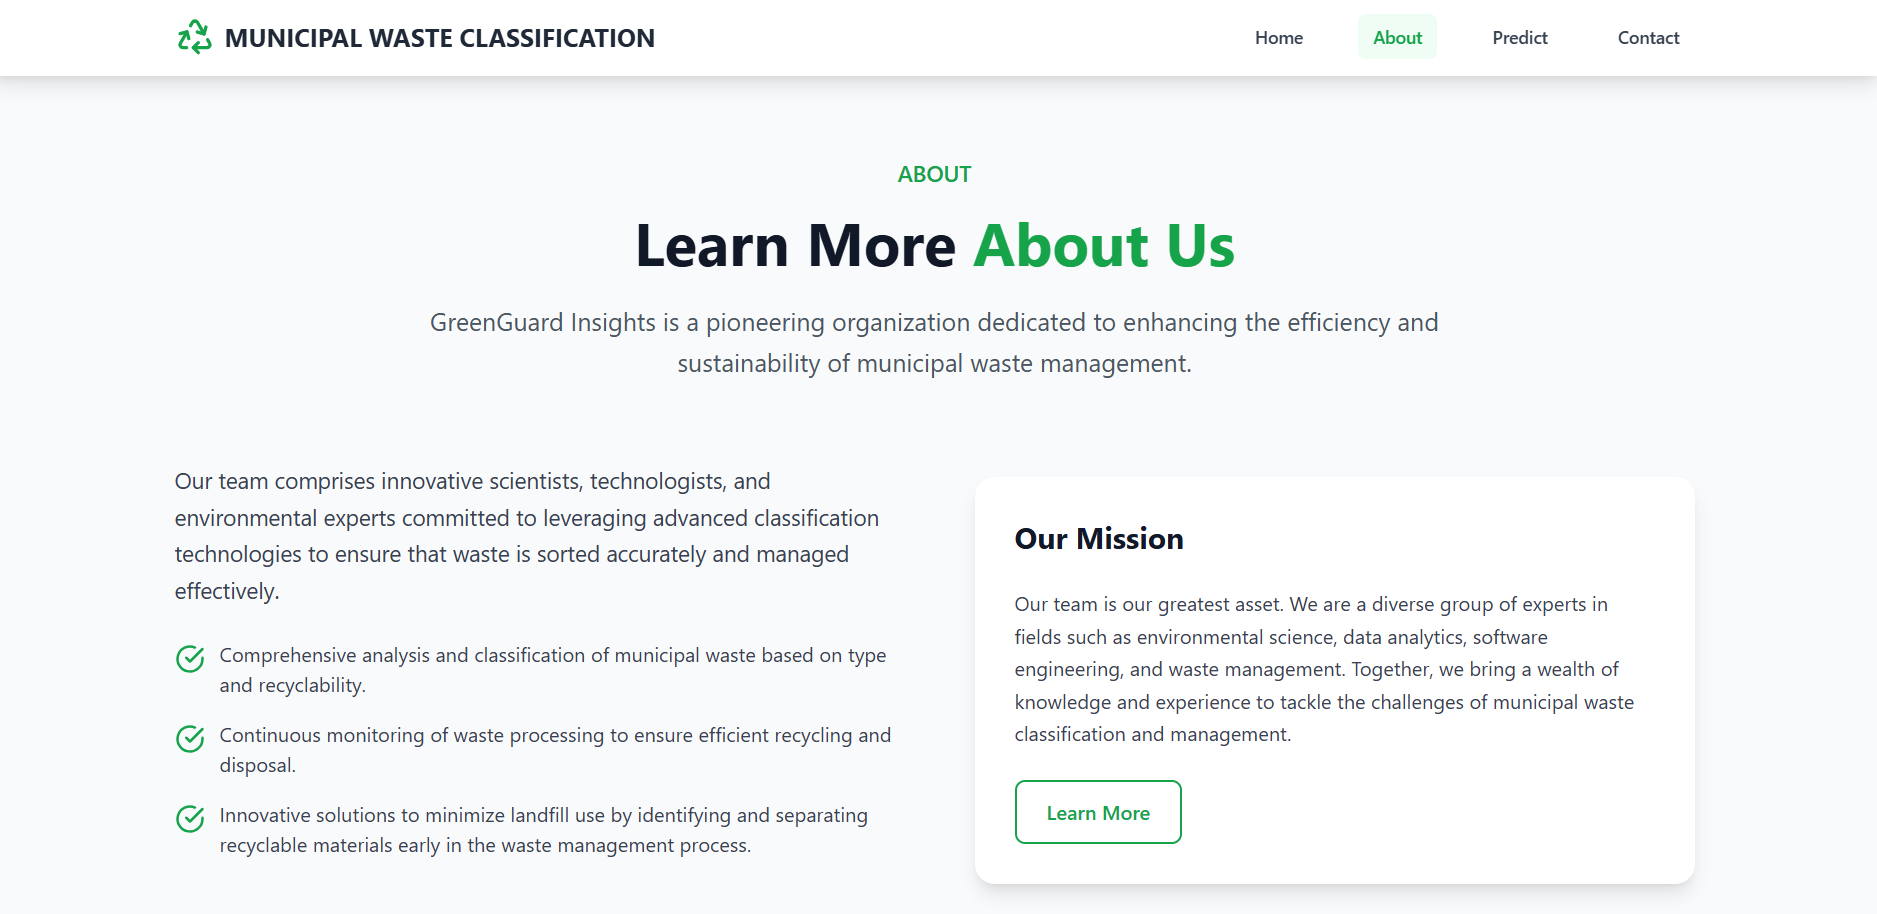 MUNICIPAL WASTE CLASSIFICATION
Home
About
Predict
Contact
ABOUT
Learn More About Us
GreenGuard Insights is a pioneering organization dedicated to enhancing the efficiency and
sustainability of municipal waste management.
Our team comprises innovative scientists, technologists, and
environmental experts committed to leveraging advanced classification
technologies to ensure that waste is sorted accurately and managed
effectively.
Comprehensive analysis and classification of municipal waste based on type
and recyclability.
Continuous monitoring of waste processing to ensure efficient recycling and
disposal.
Innovative solutions to minimize landfill use by identifying and separating
recyclable materials early in the waste management process.
Our Mission
Our team is our greatest asset. We are a diverse group of experts in
fields such as environmental science, data analytics, software
engineering, and waste management. Together, we bring a wealth of
knowledge and experience to tackle the challenges of municipal waste
classification and management.
Learn More